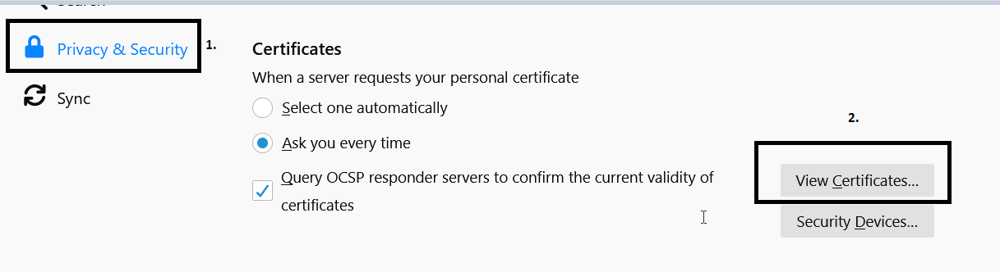 Search
Privacy & Security
1.
Sync
Certificates
When a server requests your personal certificate
Select one automatically
Ask you every time
Query OCSP responder servers to confirm the current validity of
certificates
2.
View Certificates...
Security Devices...